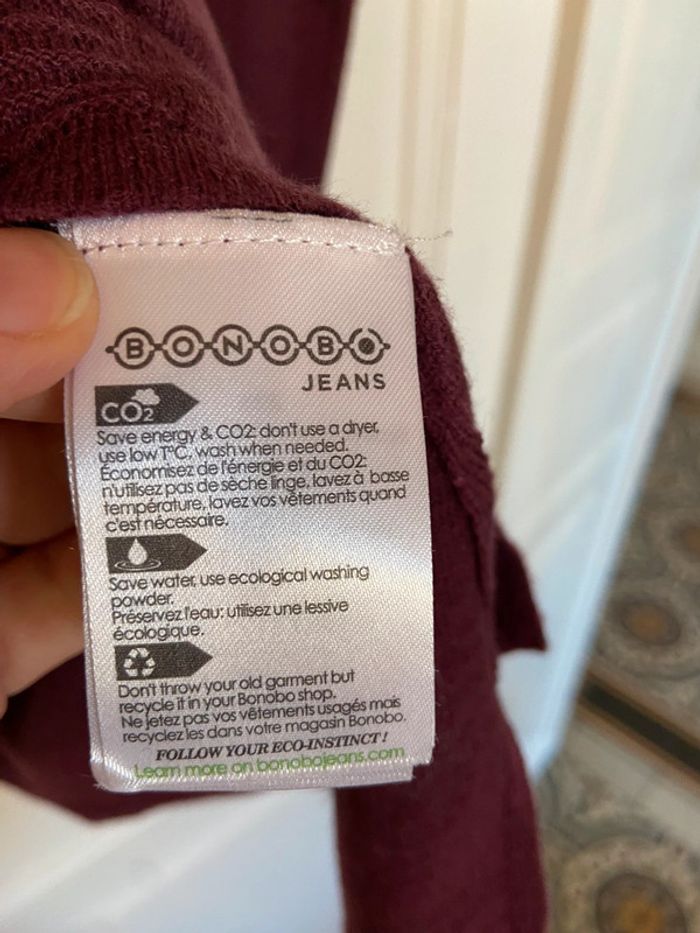 BONOBO
JEANS
CO2
Save energy & CO2: don't use a dryer,
use low T°C, wash when needed.
Économisez de l'énergie et du CO2:
n'utilisez pas de sèche linge, lavez à basse
température, lavez vos vêtements quand
c'est nécessaire.
Save water, use ecological washing
powder.
Préservez l'eau: utilisez une lessive
écologique.
Don't throw your old garment but
recycle it in your Bonobo shop.
Ne jetez pas vos vêtements usagés mais
recyclez les dans votre magasin Bonobo.
FOLLOW YOUR ECO-INSTINCT !
Learn more on bonobojeans.com